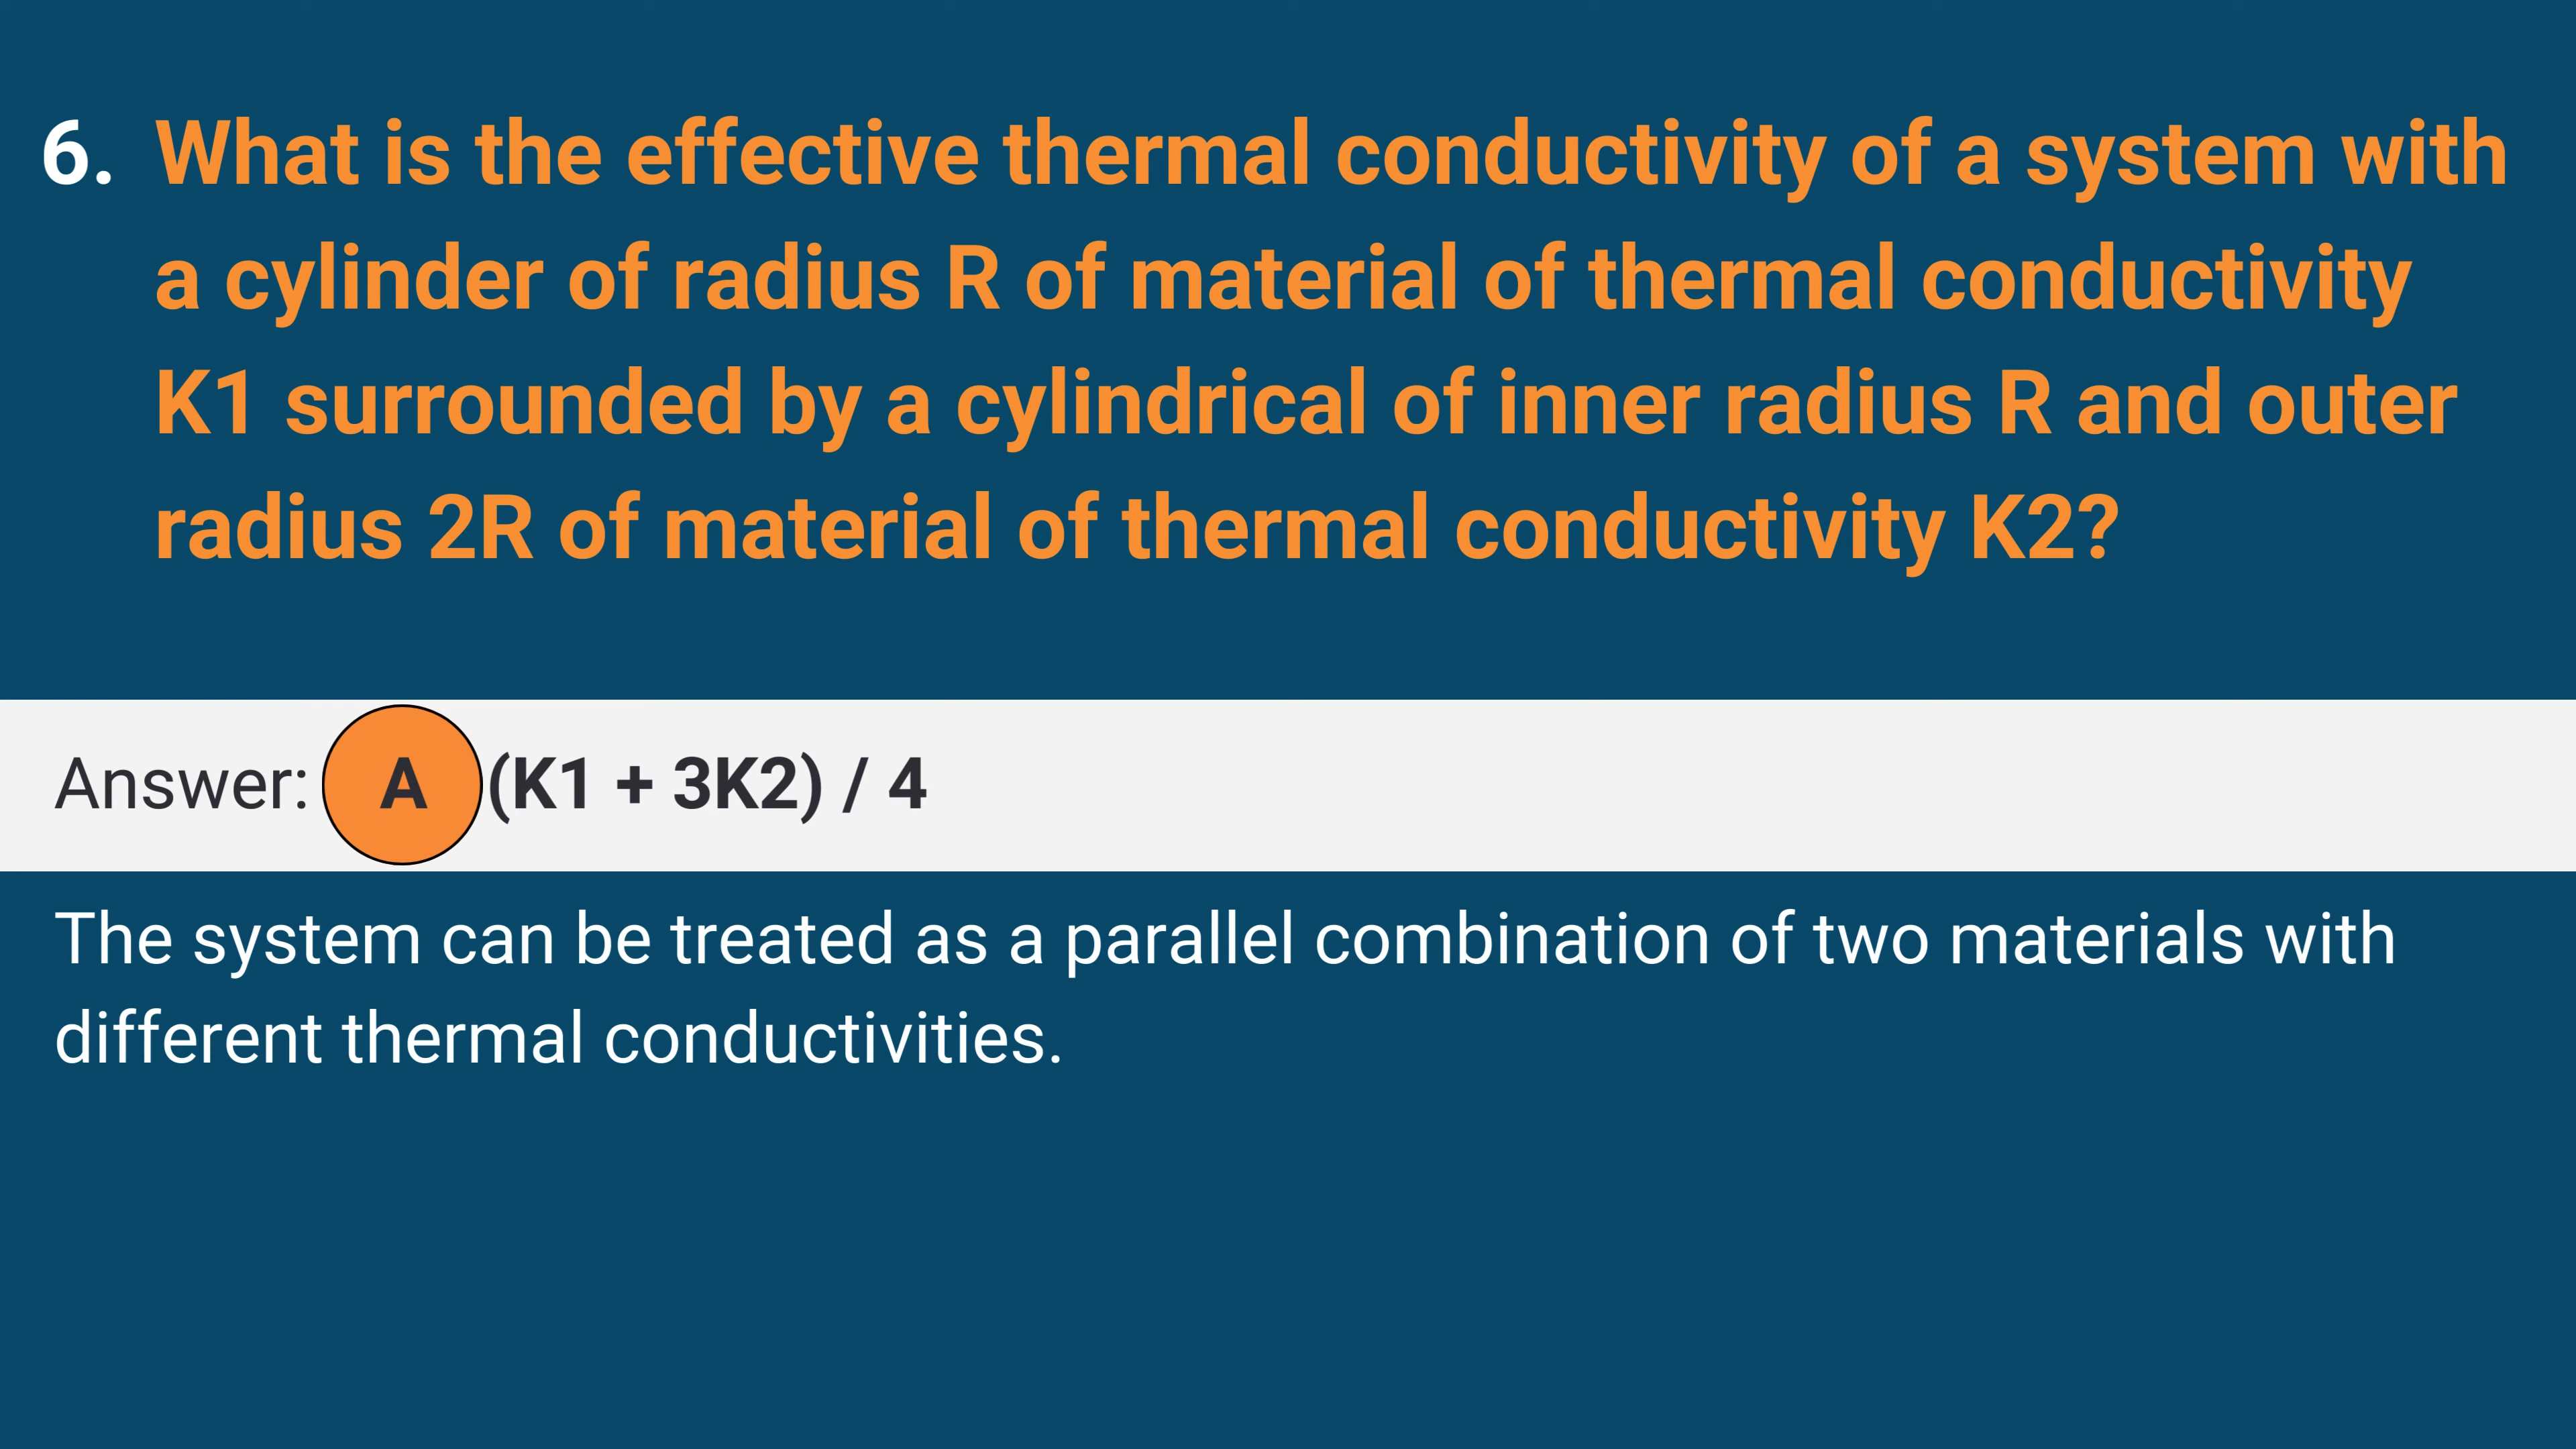 6. What is the effective thermal conductivity of a system with
a cylinder of radius R of material of thermal conductivity
K1 surrounded by a cylindrical of inner radius R and outer
radius 2R of material of thermal conductivity K2?
Answer: A (K1 + 3K2) / 4
The system can be treated as a parallel combination of two materials with
different thermal conductivities.